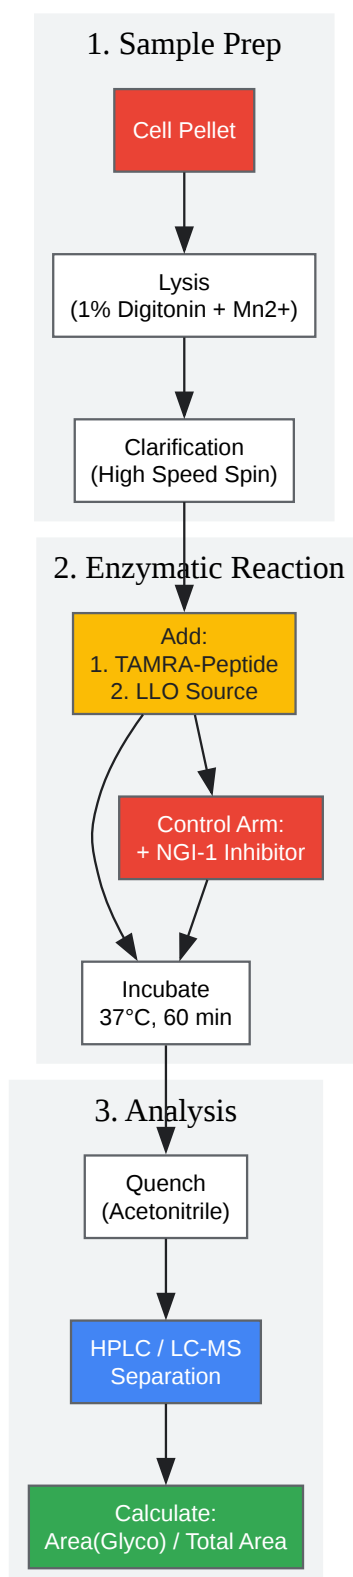 1. Sample Prep
Cell Pellet
Lysis
(1% Digitonin + Mn2+)
Clarification
(High Speed Spin)
2. Enzymatic Reaction
Add:
1. TAMRA-Peptide
2. LLO Source
Control Arm:
+ NGI-1 Inhibitor
Incubate
37°C, 60 min
3. Analysis
Quench
(Acetonitrile)
HPLC / LC-MS
Separation
Calculate:
Area(Glyco) / Total Area